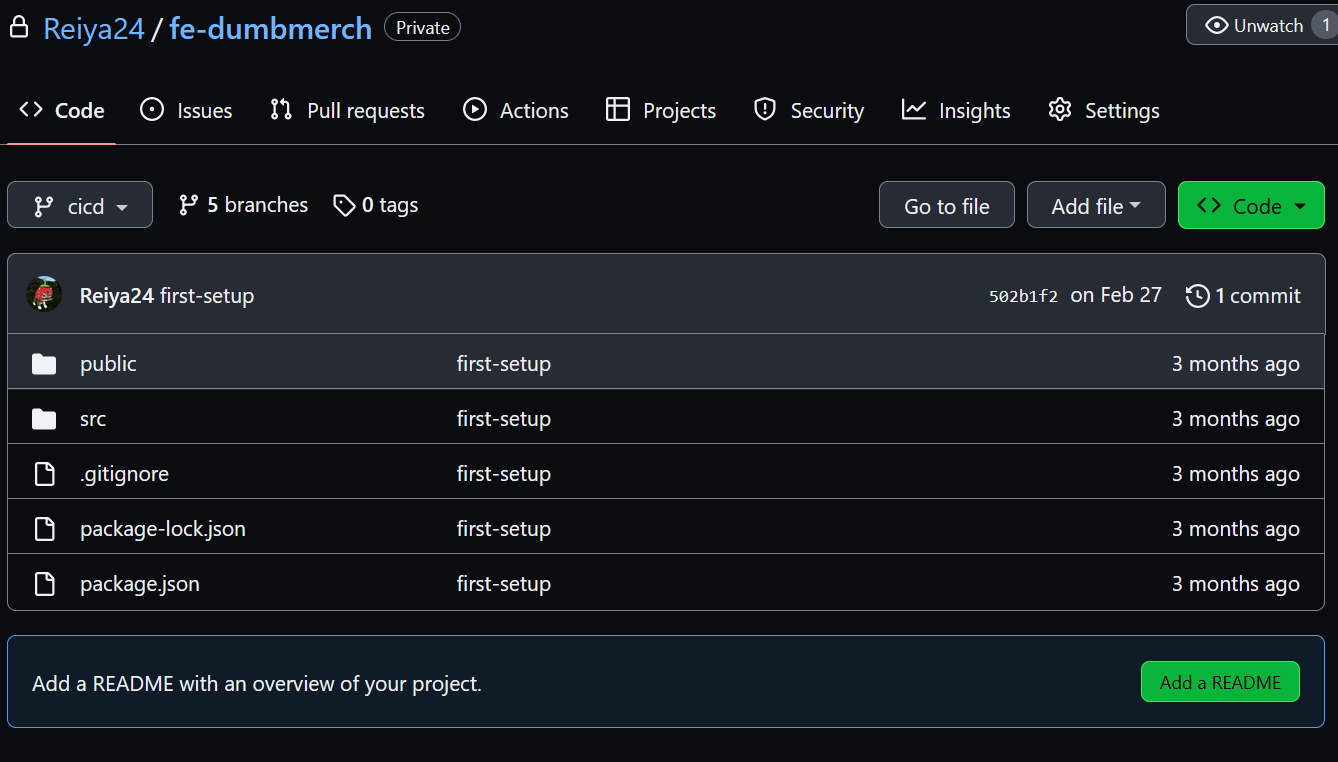 Reiya24 / fe-dumbmerch Private Unwatch 1
Code Issues Pull requests Actions Projects Security Insights Settings
cicd 5 branches 0 tags Go to file Add file Code
Reiya24 first-setup 502b1f2 on Feb 27 1 commit
public first-setup 3 months ago
src first-setup 3 months ago
.gitignore first-setup 3 months ago
package-lock.json first-setup 3 months ago
package.json first-setup 3 months ago
Add a README with an overview of your project. Add a README